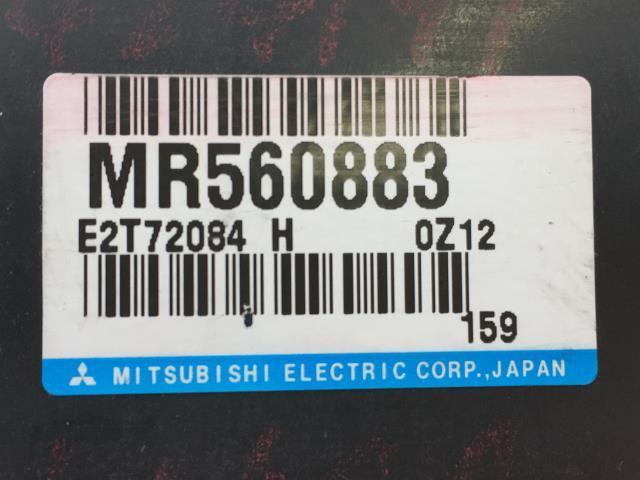 MR560883
E2T72084 H 0Z12
159
MITSUBISHI ELECTRIC CORP.,JAPAN